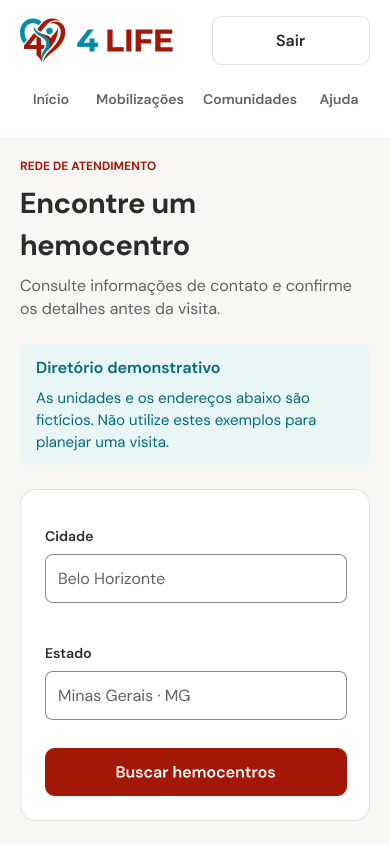 4 4 LIFE
Sair
Início Mobilizações Comunidades Ajuda
REDE DE ATENDIMENTO
Encontre um
hemocentro
Consulte informações de contato e confirme
os detalhes antes da visita.
Diretório demonstrativo
As unidades e os endereços abaixo são
fictícios. Não utilize estes exemplos para
planejar uma visita.
Cidade
Belo Horizonte
Estado
Minas Gerais · MG
Buscar hemocentros